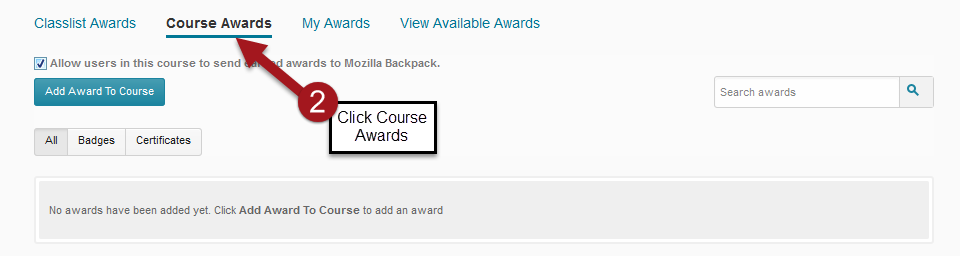 Classlist Awards Course Awards My Awards View Available Awards
Allow users in this course to send awards to Mozilla Backpack.
Add Award To Course
Search awards
2
Click Course
Awards
All Badges Certificates
No awards have been added yet. Click Add Award To Course to add an award